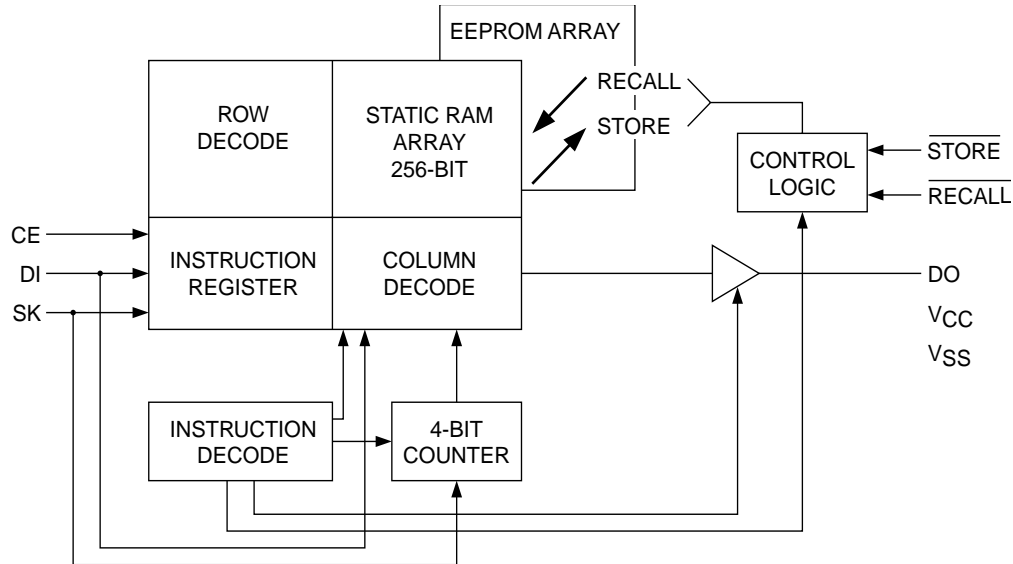 EEPROM ARRAY
ROW
DECODE
STATIC RAM
ARRAY
256-BIT
RECALL
STORE
CONTROL
LOGIC
STORE
RECALL
CE
DI
SK
INSTRUCTION
REGISTER
COLUMN
DECODE
DO
VCC
VSS
INSTRUCTION
DECODE
4-BIT
COUNTER